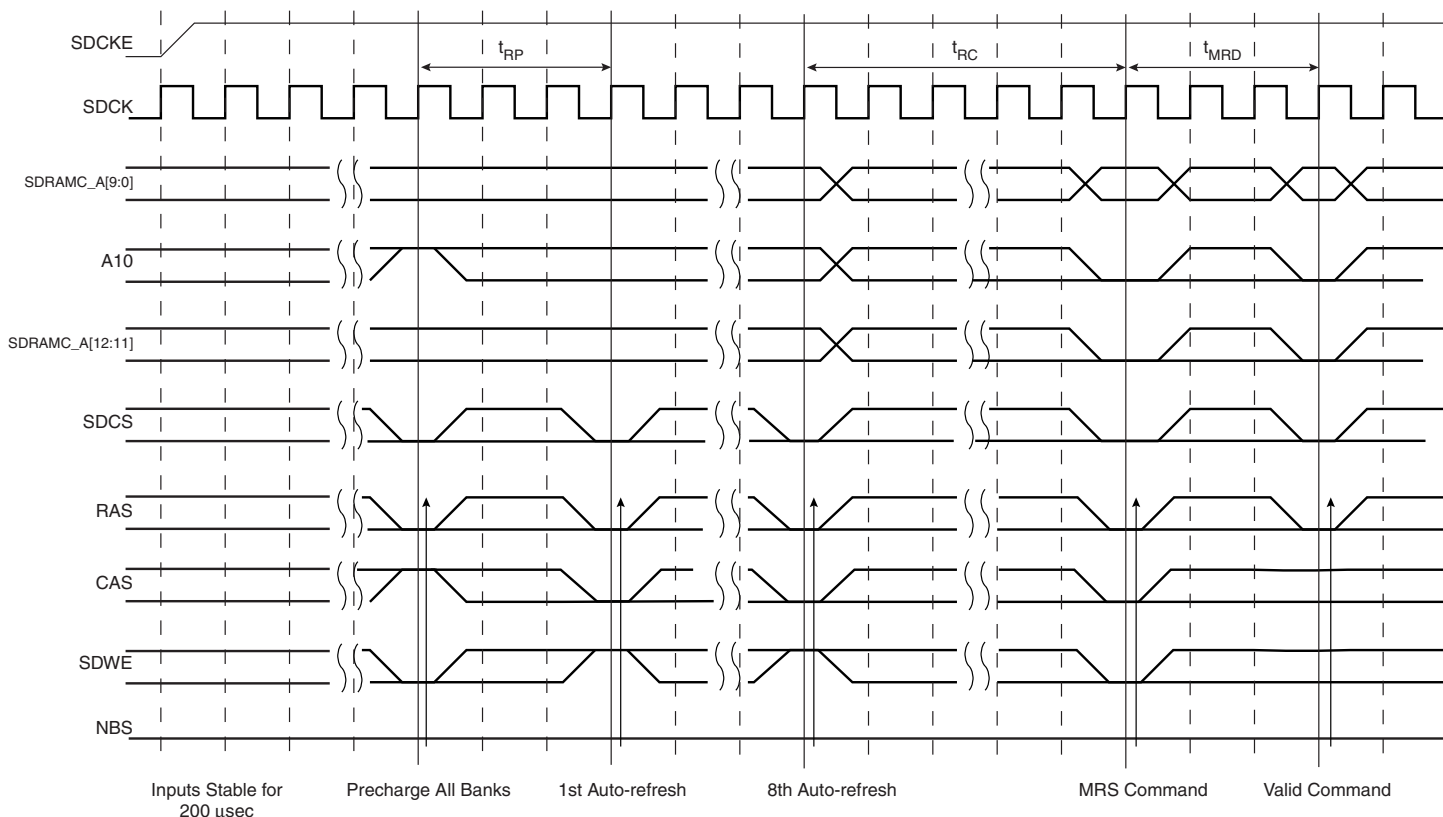 SDCKE
tRP
tRC
tMRD
SDCK
SDRAMC_A[9:0]
A10
SDRAMC_A[12:11]
SDCS
RAS
CAS
SDWE
NBS
Inputs Stable for
200 μsec
Precharge All Banks
1st Auto-refresh
8th Auto-refresh
MRS Command
Valid Command